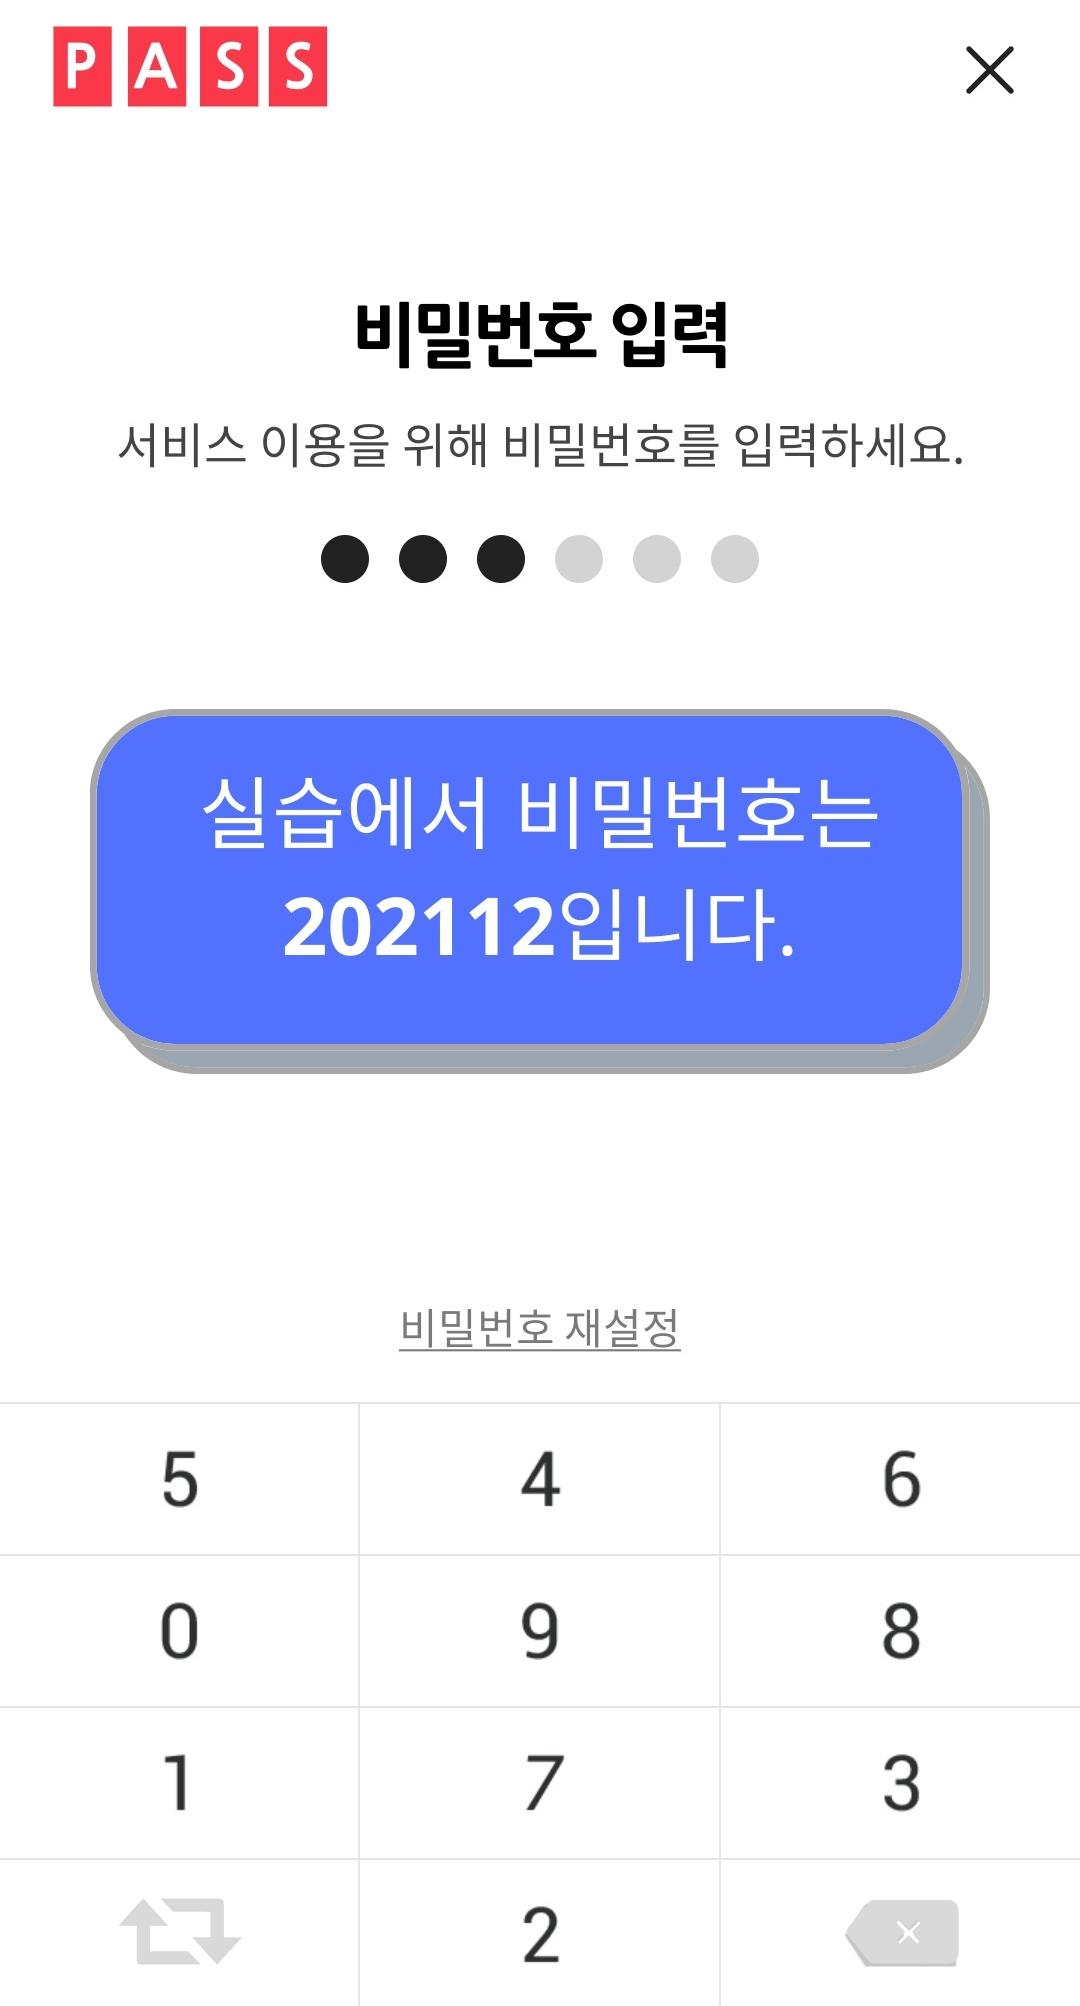 PASS
비밀번호 입력
서비스 이용을 위해 비밀번호를 입력하세요.
실습에서 비밀번호는
202112입니다.
비밀번호 재설정
5 4 6
0 9 8
1 7 3
2